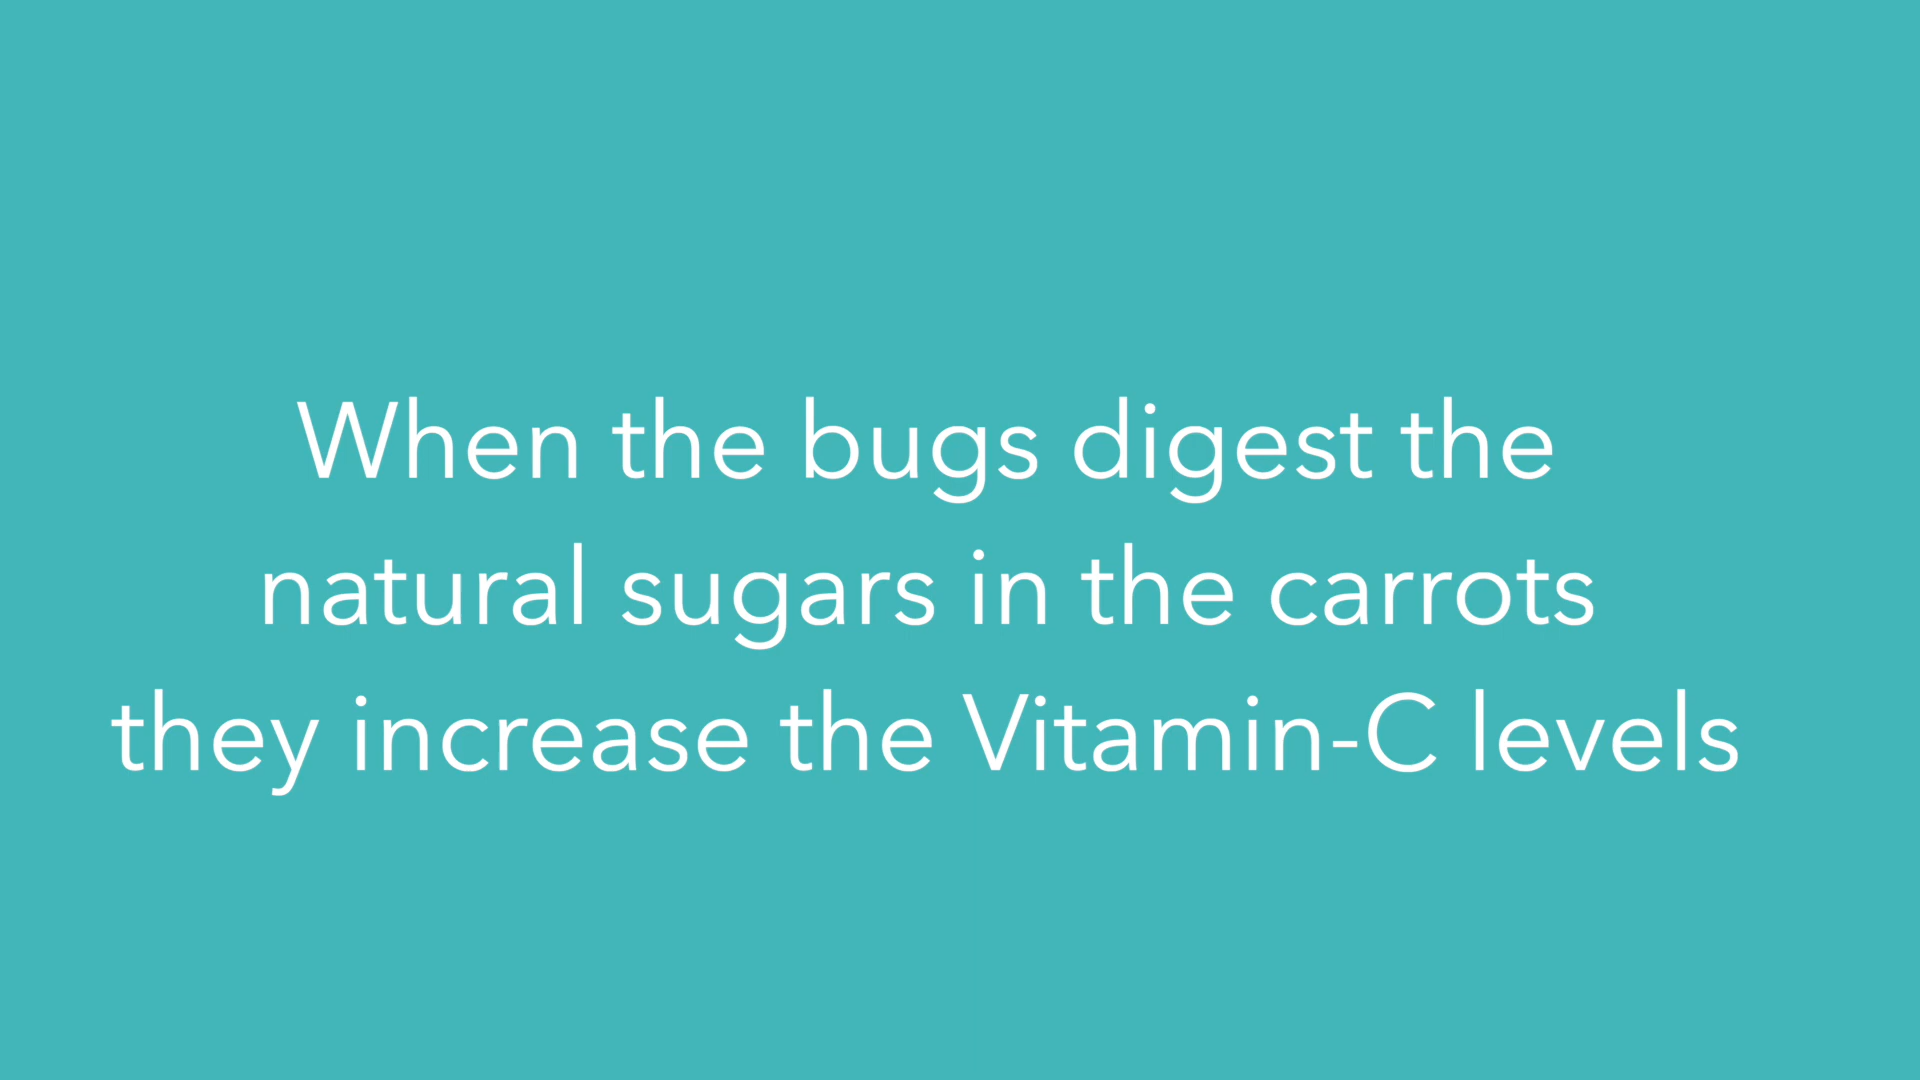 When the bugs digest the
natural sugars in the carrots
they increase the Vitamin-C levels